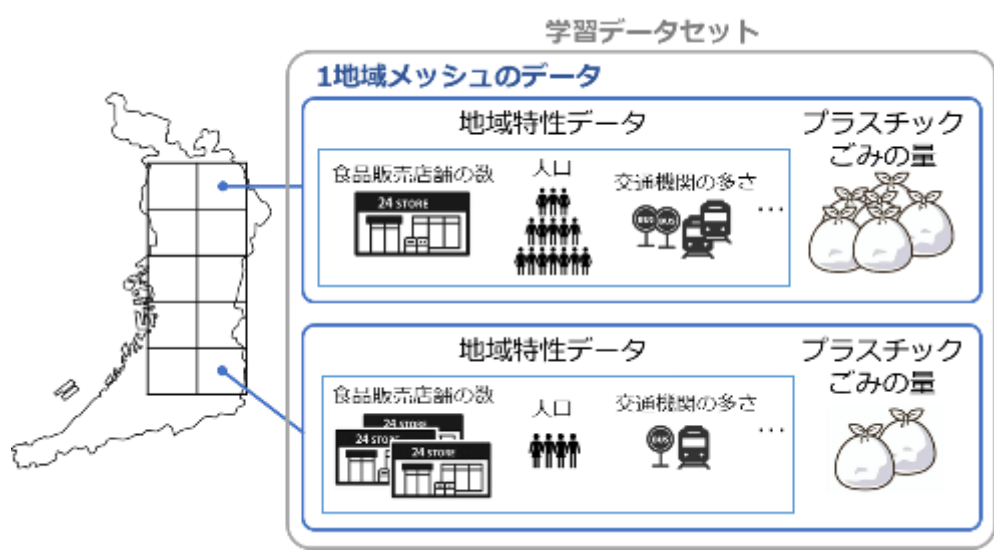 学習データセット
1地域メッシュのデータ
地域特性データ
プラスチック
ごみの量
食品販売店舗の数
人口
交通機関の多さ
…
24 STORE
BUS
BUS
地域特性データ
プラスチック
ごみの量
食品販売店舗の数
人口
交通機関の多さ
…
24 STORE
24 STORE
24 STORE
BUS